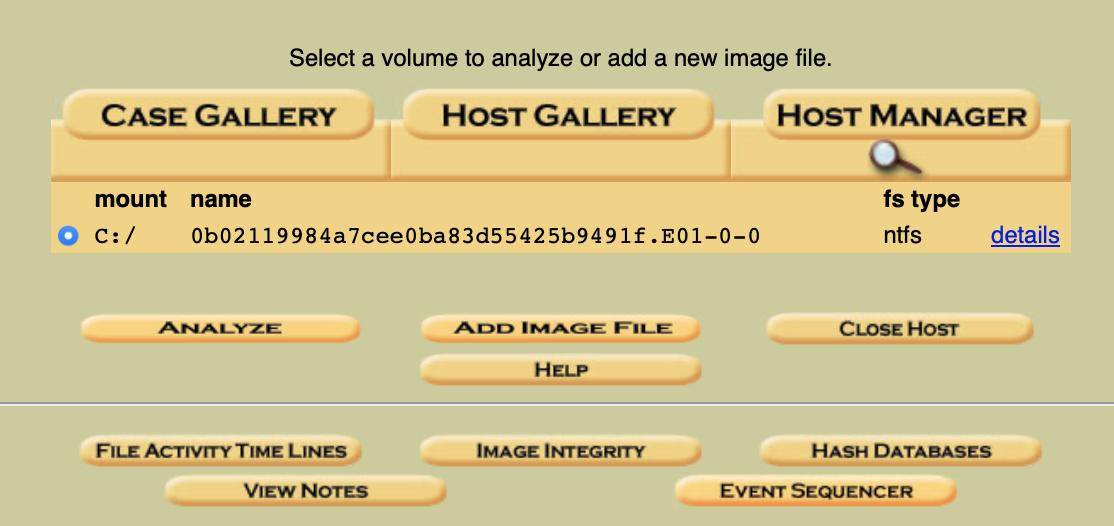 Select a volume to analyze or add a new image file.
CASE GALLERY HOST GALLERY HOST MANAGER
mount name fs type
C:/ 0b02119984a7cee0ba83d55425b9491f.E01-0-0 ntfs details
ANALYZE ADD IMAGE FILE CLOSE HOST
HELP
FILE ACTIVITY TIME LINES IMAGE INTEGRITY HASH DATABASES
VIEW NOTES EVENT SEQUENCER